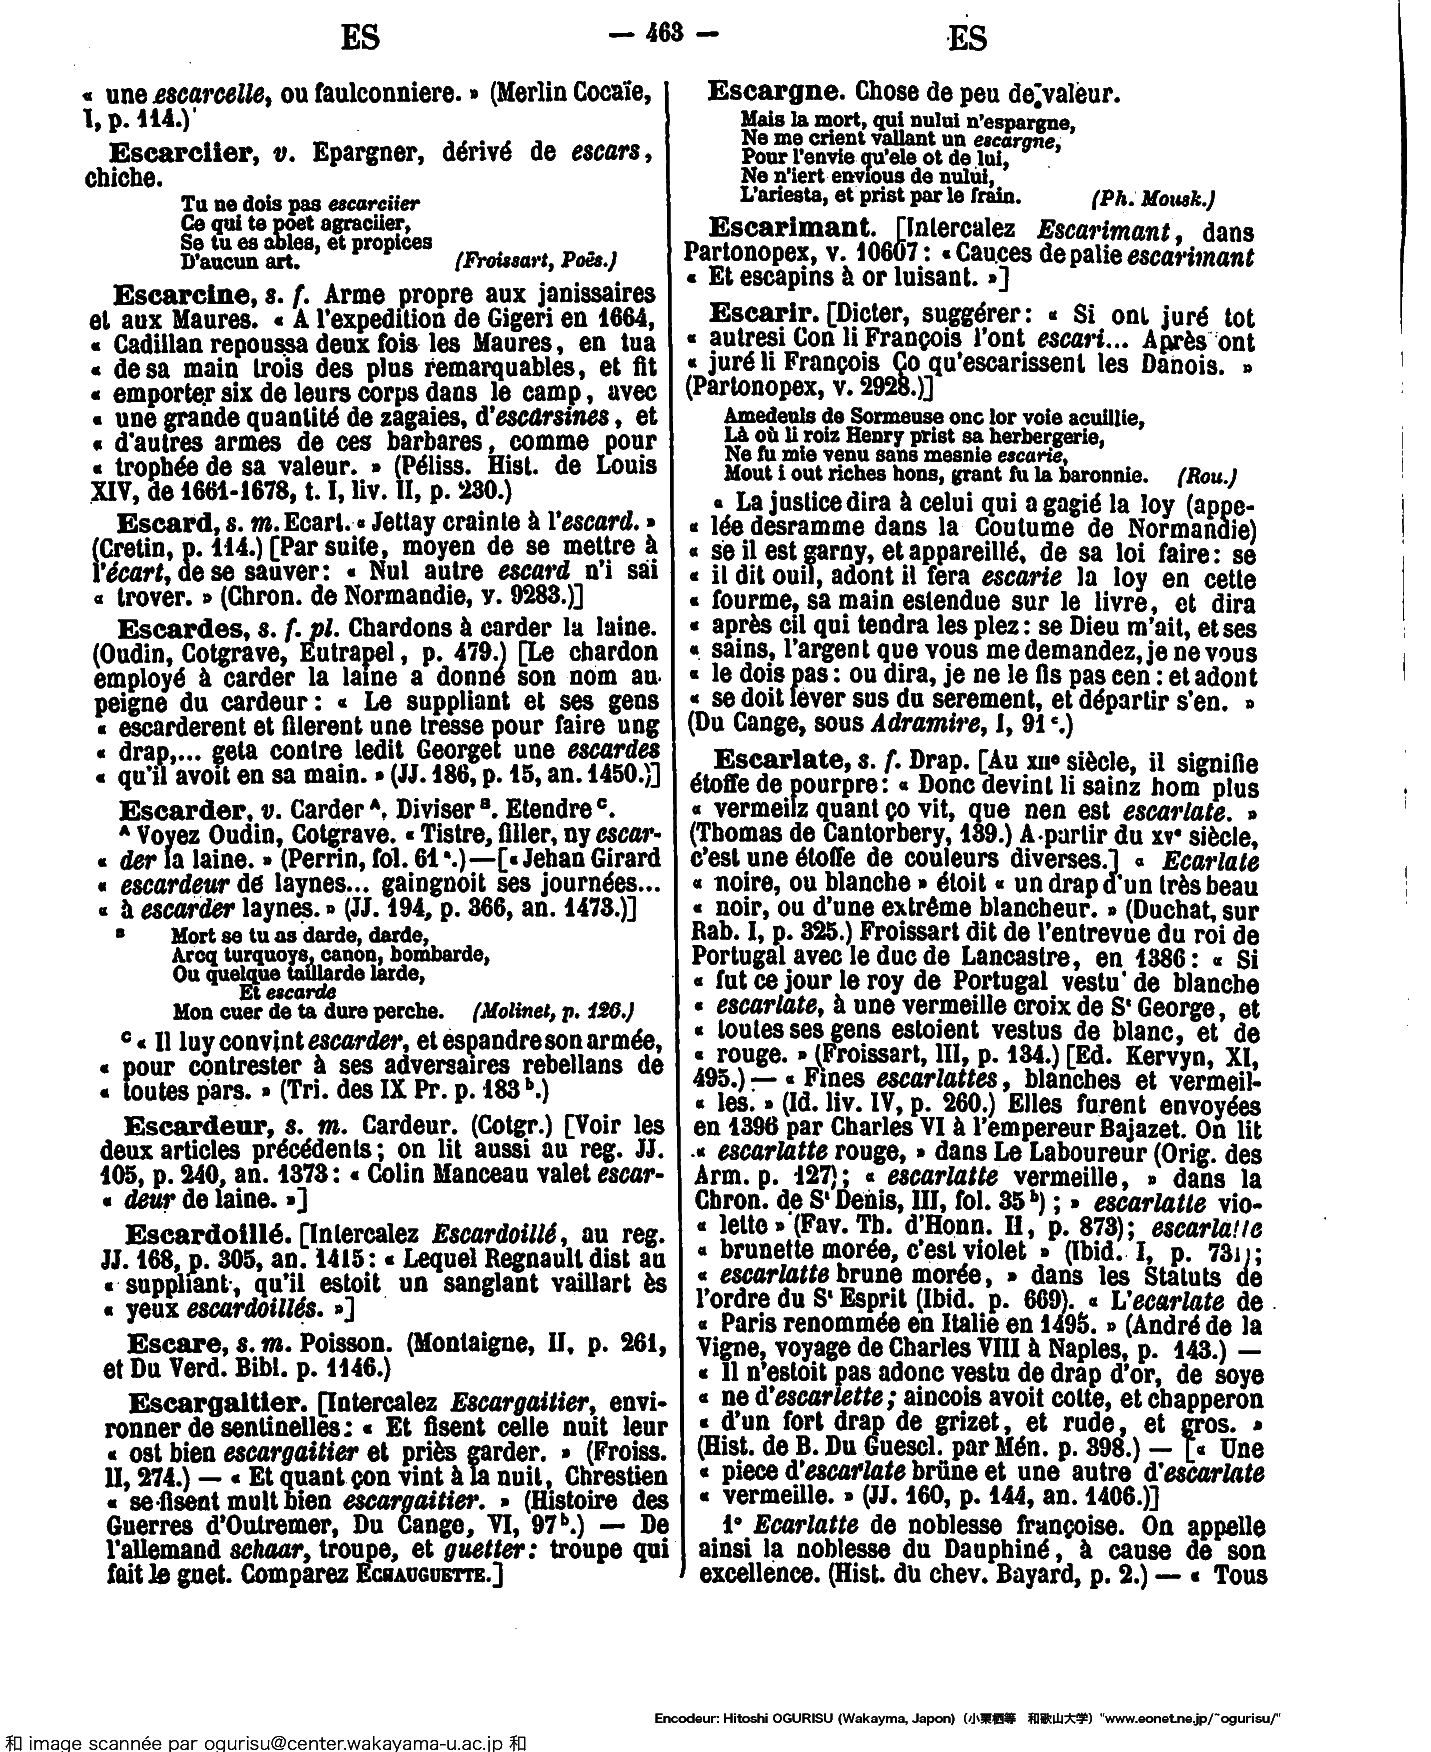 ES
— 463 —
ES
« une escarcelle, ou faulconniere. » (Merlin Cocaïe,
I, p. 114.)
Escarciier, v. Epargner, dérivé de escars,
chiche.
Tu ne dois pas escarciier
Ce qui te poet agraciier,
Se tu es ables, et propices
D'aucun art. (Froissart, Poës.)
Escarcine, s. f. Arme propre aux janissaires
et aux Maures. « A l'expedition de Gigeri en 1664,
« Cadillan repoussa deux fois les Maures, en tua
« de sa main trois des plus remarquables, et fit
« emporter six de leurs corps dans le camp, avec
« une grande quantité de zagaies, d'escarsines, et
« d'autres armes de ces barbares, comme pour
« trophée de sa valeur. » (Péliss. Hist. de Louis
XIV, de 1661-1678, t. I, liv. II, p. 230.)
Escard, s. m. Ecart. « Jettay crainte à l'escard. »
(Cretin, p. 114.) [Par suite, moyen de se mettre à
l'écart, de se sauver : « Nul autre escard n'i sai
« trover. » (Chron. de Normandie, v. 9283.)]
Escardes, s. f. pl. Chardons à carder la laine.
(Oudin, Cotgrave, Eutrapel, p. 479.) [Le chardon
employé à carder la laine a donné son nom au
peigne du cardeur : « Le suppliant et ses gens
« escarderent et filerent une tresse pour faire ung
« drap,... geta contre ledit Georget une escardes
« qu'il avoit en sa main. » (JJ. 186, p. 15, an. 1450.)]
Escarder, v. Carder ᴬ. Diviser ᴮ. Etendre ᶜ.
ᴬ Voyez Oudin, Cotgrave. « Tistre, filler, ny escar-
« der la laine. » (Perrin, fol. 61 ᵃ.) — [« Jehan Girard
« escardeur de laynes... gaingnoit ses journées...
« à escarder laynes. » (JJ. 194, p. 366, an. 1473.)]
ᴮ Mort se tu as darde, darde,
Arcq turquoys, canon, bombarde,
Ou quelque taillarde larde,
Et escarde
Mon cuer de ta dure perche. (Molinet, p. 126.)
ᶜ « Il luy convint escarder, et espandre son armée,
« pour contrester à ses adversaires rebellans de
« toutes pars. » (Tri. des IX Pr. p. 183 ᵇ.)
Escardeur, s. m. Cardeur. (Cotgr.) [Voir les
deux articles précédents ; on lit aussi au reg. JJ.
105, p. 240, an. 1373 : « Colin Manceau valet escar-
« deur de laine. »]
Escardoillé. [Intercalez Escardoillé, au reg.
JJ. 168, p. 305, an. 1415 : « Lequel Regnault dist au
« suppliant, qu'il estoit un sanglant vaillart ès
« yeux escardoillés. »]
Escare, s. m. Poisson. (Montaigne, II, p. 261,
et Du Verd. Bibl. p. 1146.)
Escargaitier. [Intercalez Escargaitier, envi-
ronner de sentinelles : « Et fisent celle nuit leur
« ost bien escargaitier et priès garder. » (Froiss.
II, 274.) — « Et quant çon vint à la nuit, Chrestien
« se fisent mult bien escargaitier. » (Histoire des
Guerres d'Outremer, Du Cange, VI, 97 ᵇ.) — De
l'allemand schaar, troupe, et guetter : troupe qui
fait le guet. Comparez ECHAUGUETTE.]
Escargne. Chose de peu de valeur.
Mais la mort, qui nului n'espargne,
Ne me crient vallant un escargne,
Pour l'envie qu'ele ot de lui,
Ne n'iert envious de nului,
L'ariesta, et prist par le frain. (Ph. Mousk.)
Escarimant. [Intercalez Escarimant, dans
Partonopex, v. 10607 : « Cauces de palie escarimant
« Et escapins à or luisant. »]
Escarir. [Dicter, suggérer : « Si ont juré tot
« autresi Con li François l'ont escari... Après ont
« juré li François Ço qu'escarissent les Danois. »
(Partonopex, v. 2928.)]
Amedeuls de Sormeuse onc lor voie acuillie,
Là où li roiz Henry prist sa herbergerie,
Ne fu mie venu sans mesnie escarie,
Mout i out riches hons, grant fu la baronnie. (Rou.)
« La justice dira à celui qui a gagié la loy (appe-
« lée desramme dans la Coutume de Normandie)
« se il est garny, et appareillé, de sa loi faire : se
« il dit ouil, adont il fera escarie la loy en cette
« fourme, sa main estendue sur le livre, et dira
« après cil qui tendra les plez : se Dieu m'ait, et ses
« sains, l'argent que vous me demandez, je ne vous
« le dois pas : ou dira, je ne le fis pas cen : et adont
« se doit lever sus du serement, et départir s'en. »
(Du Cange, sous Adramire, I, 91 ᶜ.)
Escarlate, s. f. Drap. [Au XIIᵉ siècle, il signifie
étoffe de pourpre : « Donc devint li sainz hom plus
« vermeilz quant ço vit, que nen est escarlate. »
(Thomas de Cantorbery, 139.) A partir du XVᵉ siècle,
c'est une étoffe de couleurs diverses.] « Ecarlate
« noire, ou blanche » étoit « un drap d'un très beau
« noir, ou d'une extrême blancheur. » (Duchat, sur
Rab. I, p. 325.) Froissart dit de l'entrevue du roi de
Portugal avec le duc de Lancastre, en 1386 : « Si
« fut ce jour le roy de Portugal vestu de blanche
« escarlate, à une vermeille croix de Sᵗ George, et
« toutes ses gens estoient vestus de blanc, et de
« rouge. » (Froissart, III, p. 134.) [Ed. Kervyn, XI,
495.) — « Fines escarlattes, blanches et vermeil-
« les. » (Id. liv. IV, p. 260.) Elles furent envoyées
en 1396 par Charles VI à l'empereur Bajazet. On lit
« escarlatte rouge, » dans Le Laboureur (Orig. des
Arm. p. 127) ; « escarlatte vermeille, » dans la
Chron. de Sᵗ Denis, III, fol. 35 ᵇ) ; » escarlatte vio-
« lette » (Fav. Th. d'Honn. II, p. 873) ; escarlatte
« brunette morée, c'est violet » (Ibid. I, p. 731) ;
« escarlatte brune morée, » dans les Statuts de
l'ordre du Sᵗ Esprit (Ibid. p. 669). « L'ecarlate de
« Paris renommée en Italie en 1495. » (André de la
Vigne, voyage de Charles VIII à Naples, p. 143.) —
« Il n'estoit pas adonc vestu de drap d'or, de soye
« ne d'escarlette ; aincois avoit cotte, et chapperon
« d'un fort drap de grizet, et rude, et gros. »
(Hist. de B. Du Guescl. par Mén. p. 398.) — [« Une
« piece d'escarlate brüne et une autre d'escarlate
« vermeille. » (JJ. 160, p. 144, an. 1406.)]
1° Ecarlatte de noblesse françoise. On appelle
ainsi la noblesse du Dauphiné, à cause de son
excellence. (Hist. du chev. Bayard, p. 2.) — « Tous
Encodeur: Hitoshi OGURISU (Wakayma, Japon) (小栗栖等 和歌山大学) "www.eonet.ne.jp/~ogurisu/"
和 image scannée par ogurisu@center.wakayama-u.ac.jp 和